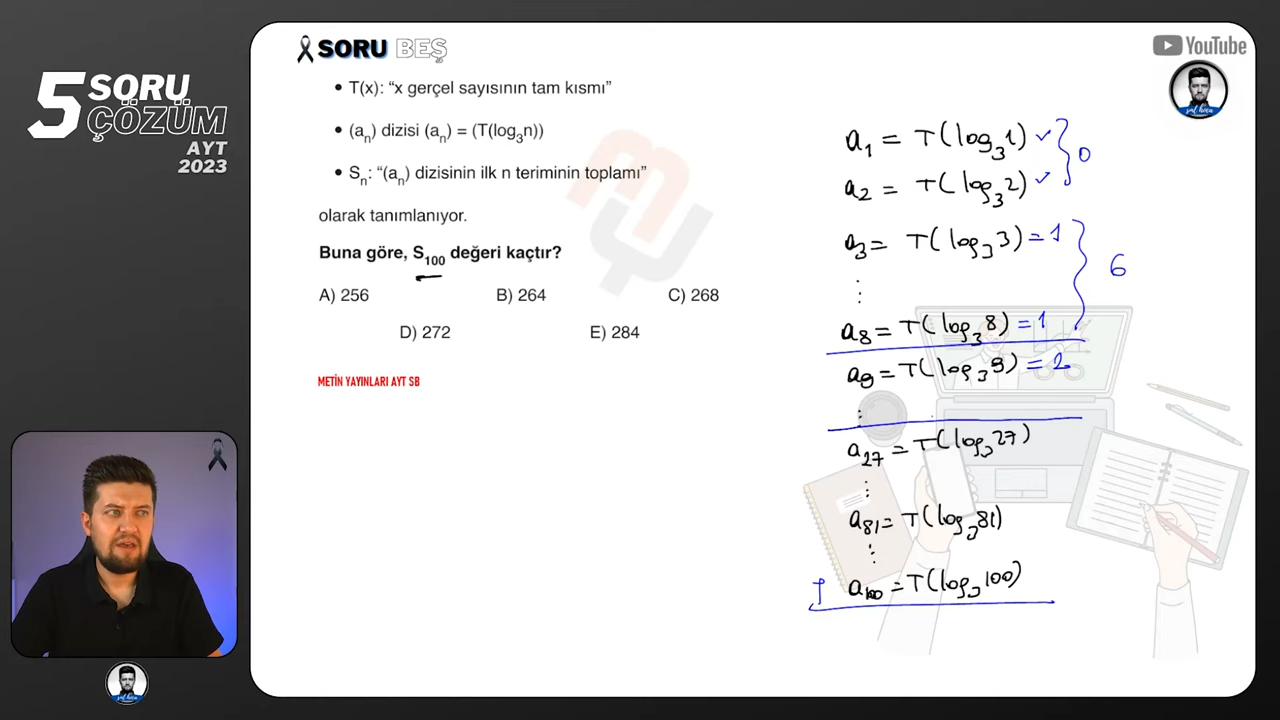 5 SORU
ÇÖZÜM
AYT
2023
SORU BEŞ
YouTube
• T(x): “x gerçel sayısının tam kısmı”
• (aₙ) dizisi (aₙ) = (T(log₃n))
• Sₙ: “(aₙ) dizisinin ilk n teriminin toplamı”
olarak tanımlanıyor.
Buna göre, S₁₀₀ değeri kaçtır?
A) 256 B) 264 C) 268
D) 272 E) 284
METİN YAYINLARI AYT SB
a₁ = T(log₃1) ✓ } 0
a₂ = T(log₃2) ✓
a₃ = T(log₃3) = 1 } 6
⋮
a₈ = T(log₃8) = 1
a₉ = T(log₃9) = 2
⋮
a₂₇ = T(log₃27)
⋮
a₈₁ = T(log₃81)
⋮
+ a₁₀₀ = T(log₃100)